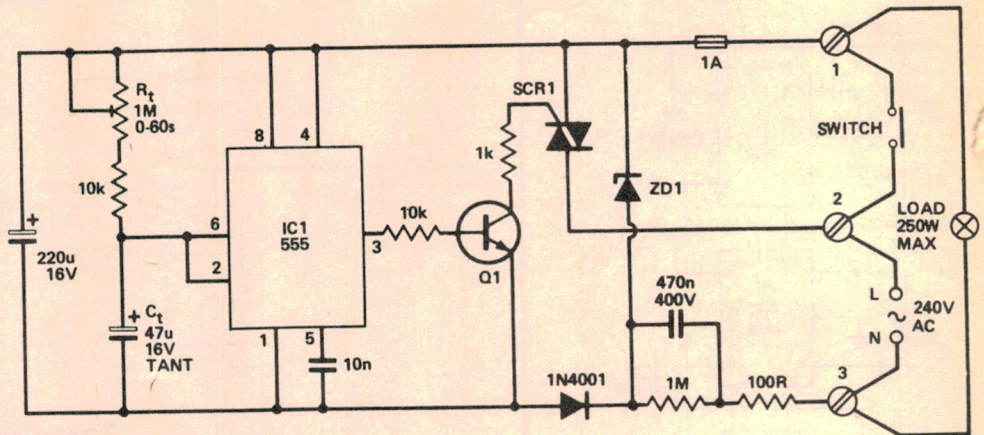 Rt
1M
0-60s
10k
220u
16V
Ct
47u
16V
TANT
8
4
6
2
IC1
555
3
1
5
10n
10k
Q1
1k
SCR1
ZD1
470n
400V
1N4001
1M
100R
1A
1
SWITCH
2
LOAD
250W
MAX
L
N
240V
AC
3
+
+
~